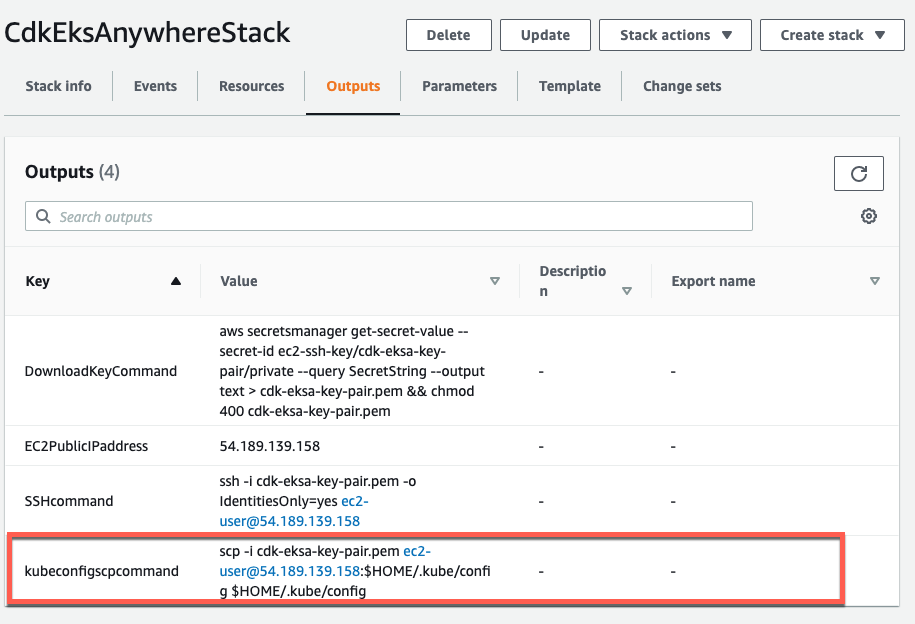 CdkEksAnywhereStack
Delete
Update
Stack actions
Create stack
Stack info
Events
Resources
Outputs
Parameters
Template
Change sets
Outputs (4)
Search outputs
Key
Value
Descriptio
n
Export name
DownloadKeyCommand
aws secretsmanager get-secret-value --
secret-id ec2-ssh-key/cdk-eksa-key-
pair/private --query SecretString --output
text > cdk-eksa-key-pair.pem && chmod
400 cdk-eksa-key-pair.pem
-
-
EC2PublicIPaddress
54.189.139.158
-
-
SSHcommand
ssh -i cdk-eksa-key-pair.pem -o
IdentitiesOnly=yes ec2-
user@54.189.139.158
-
-
kubeconfigscpcommand
scp -i cdk-eksa-key-pair.pem ec2-
user@54.189.139.158:$HOME/.kube/confi
g $HOME/.kube/config
-
-